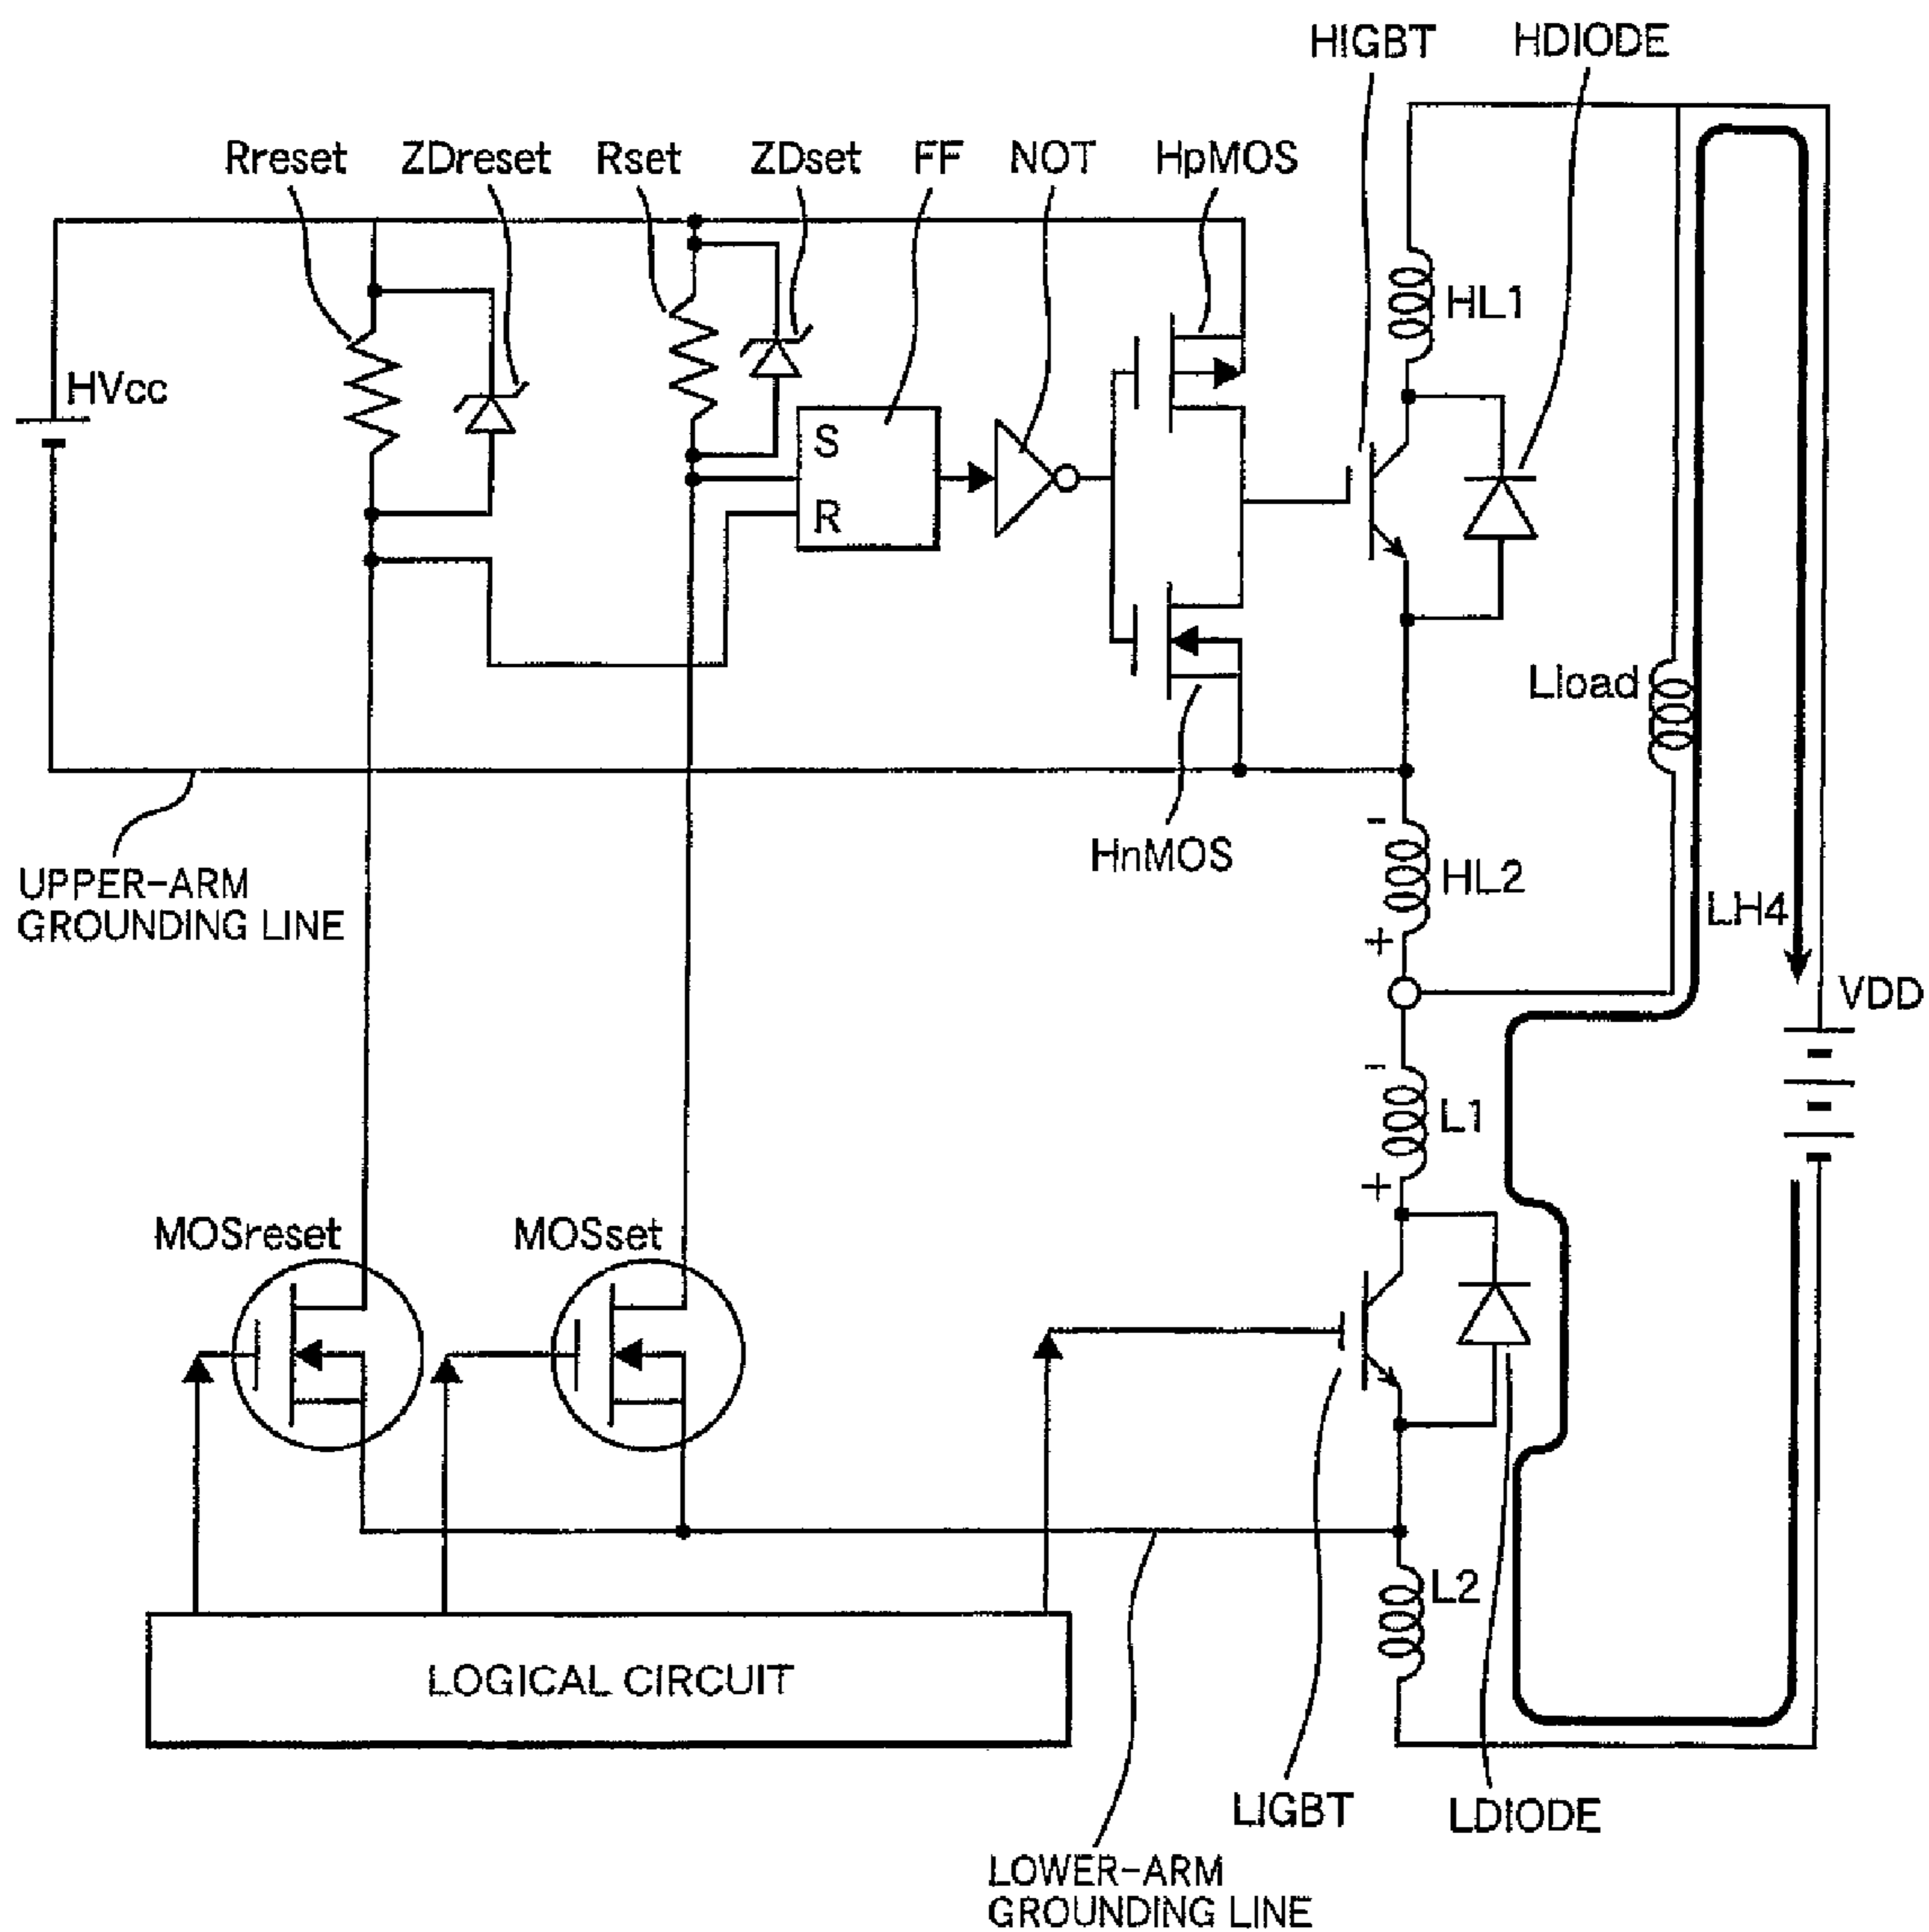 HIGBT HDIODE
Rreset ZDreset Rset ZDset FF NOT HpMOS
HL1
HVcc
S
R
Lload
HnMOS
UPPER-ARM
GROUNDING LINE
-
HL2
LH4
+
VDD
-
L1
+
MOSreset MOSset
L2
LOGICAL CIRCUIT
LIGBT LDIODE
LOWER-ARM
GROUNDING LINE